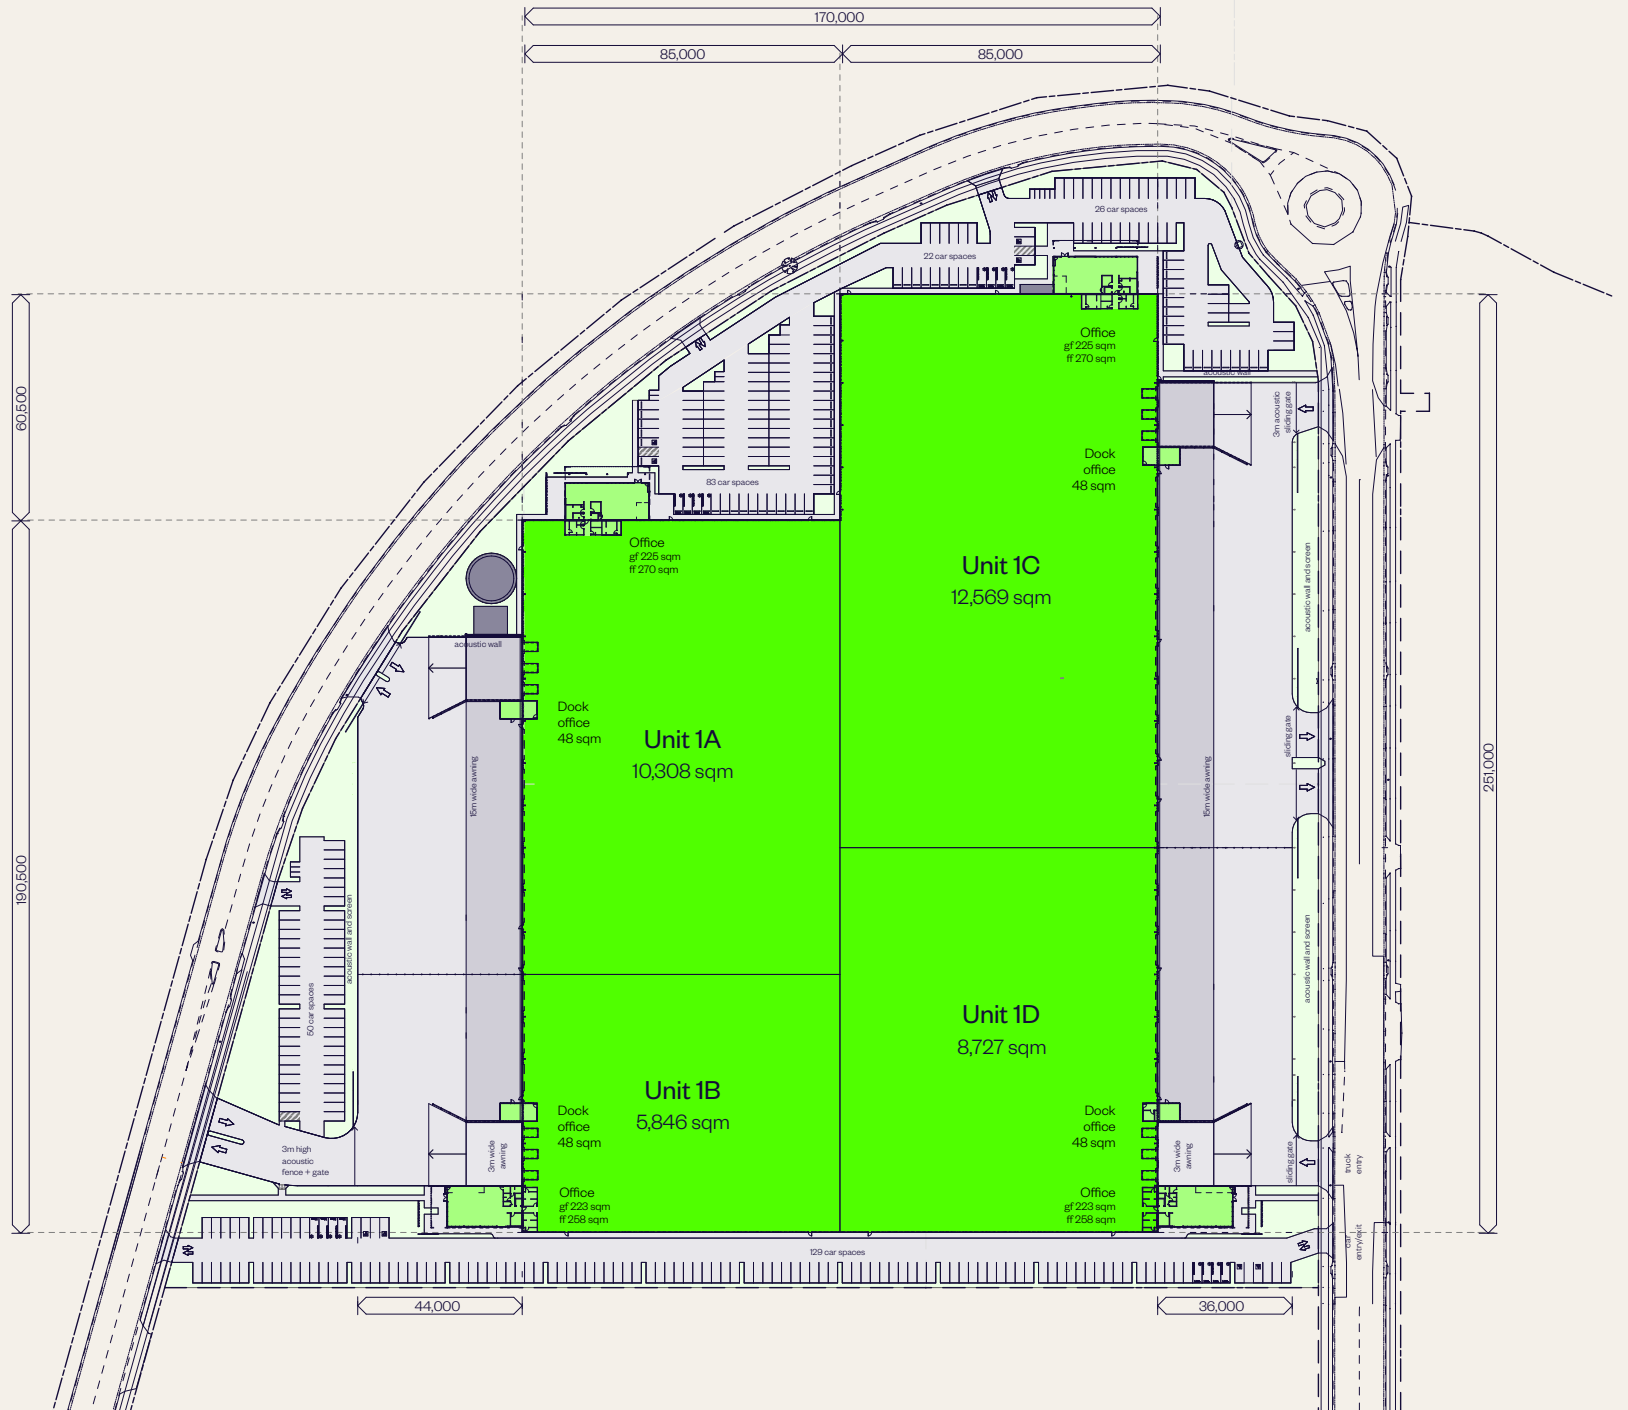 170,000
85,000
85,000
26 car spaces
22 car spaces
60,500
Office
gf 225 sqm
ff 270 sqm
acoustic wall
3m acoustic
sliding gate
Dock
office
48 sqm
83 car spaces
Office
gf 225 sqm
ff 270 sqm
Unit 1C
12,569 sqm
acoustic wall and screen
acoustic wall
Dock
office
48 sqm
Unit 1A
10,308 sqm
sliding gate
251,000
15m wide awning
15m wide awning
190,500
acoustic wall and screen
acoustic wall and screen
50 car spaces
Unit 1D
8,727 sqm
Unit 1B
5,846 sqm
Dock
office
48 sqm
Dock
office
48 sqm
3m high
acoustic
fence + gate
3m wide
awning
3m wide
awning
sliding gate
truck
entry
Office
gf 223 sqm
ff 258 sqm
Office
gf 223 sqm
ff 258 sqm
car
entry/exit
129 car spaces
44,000
36,000